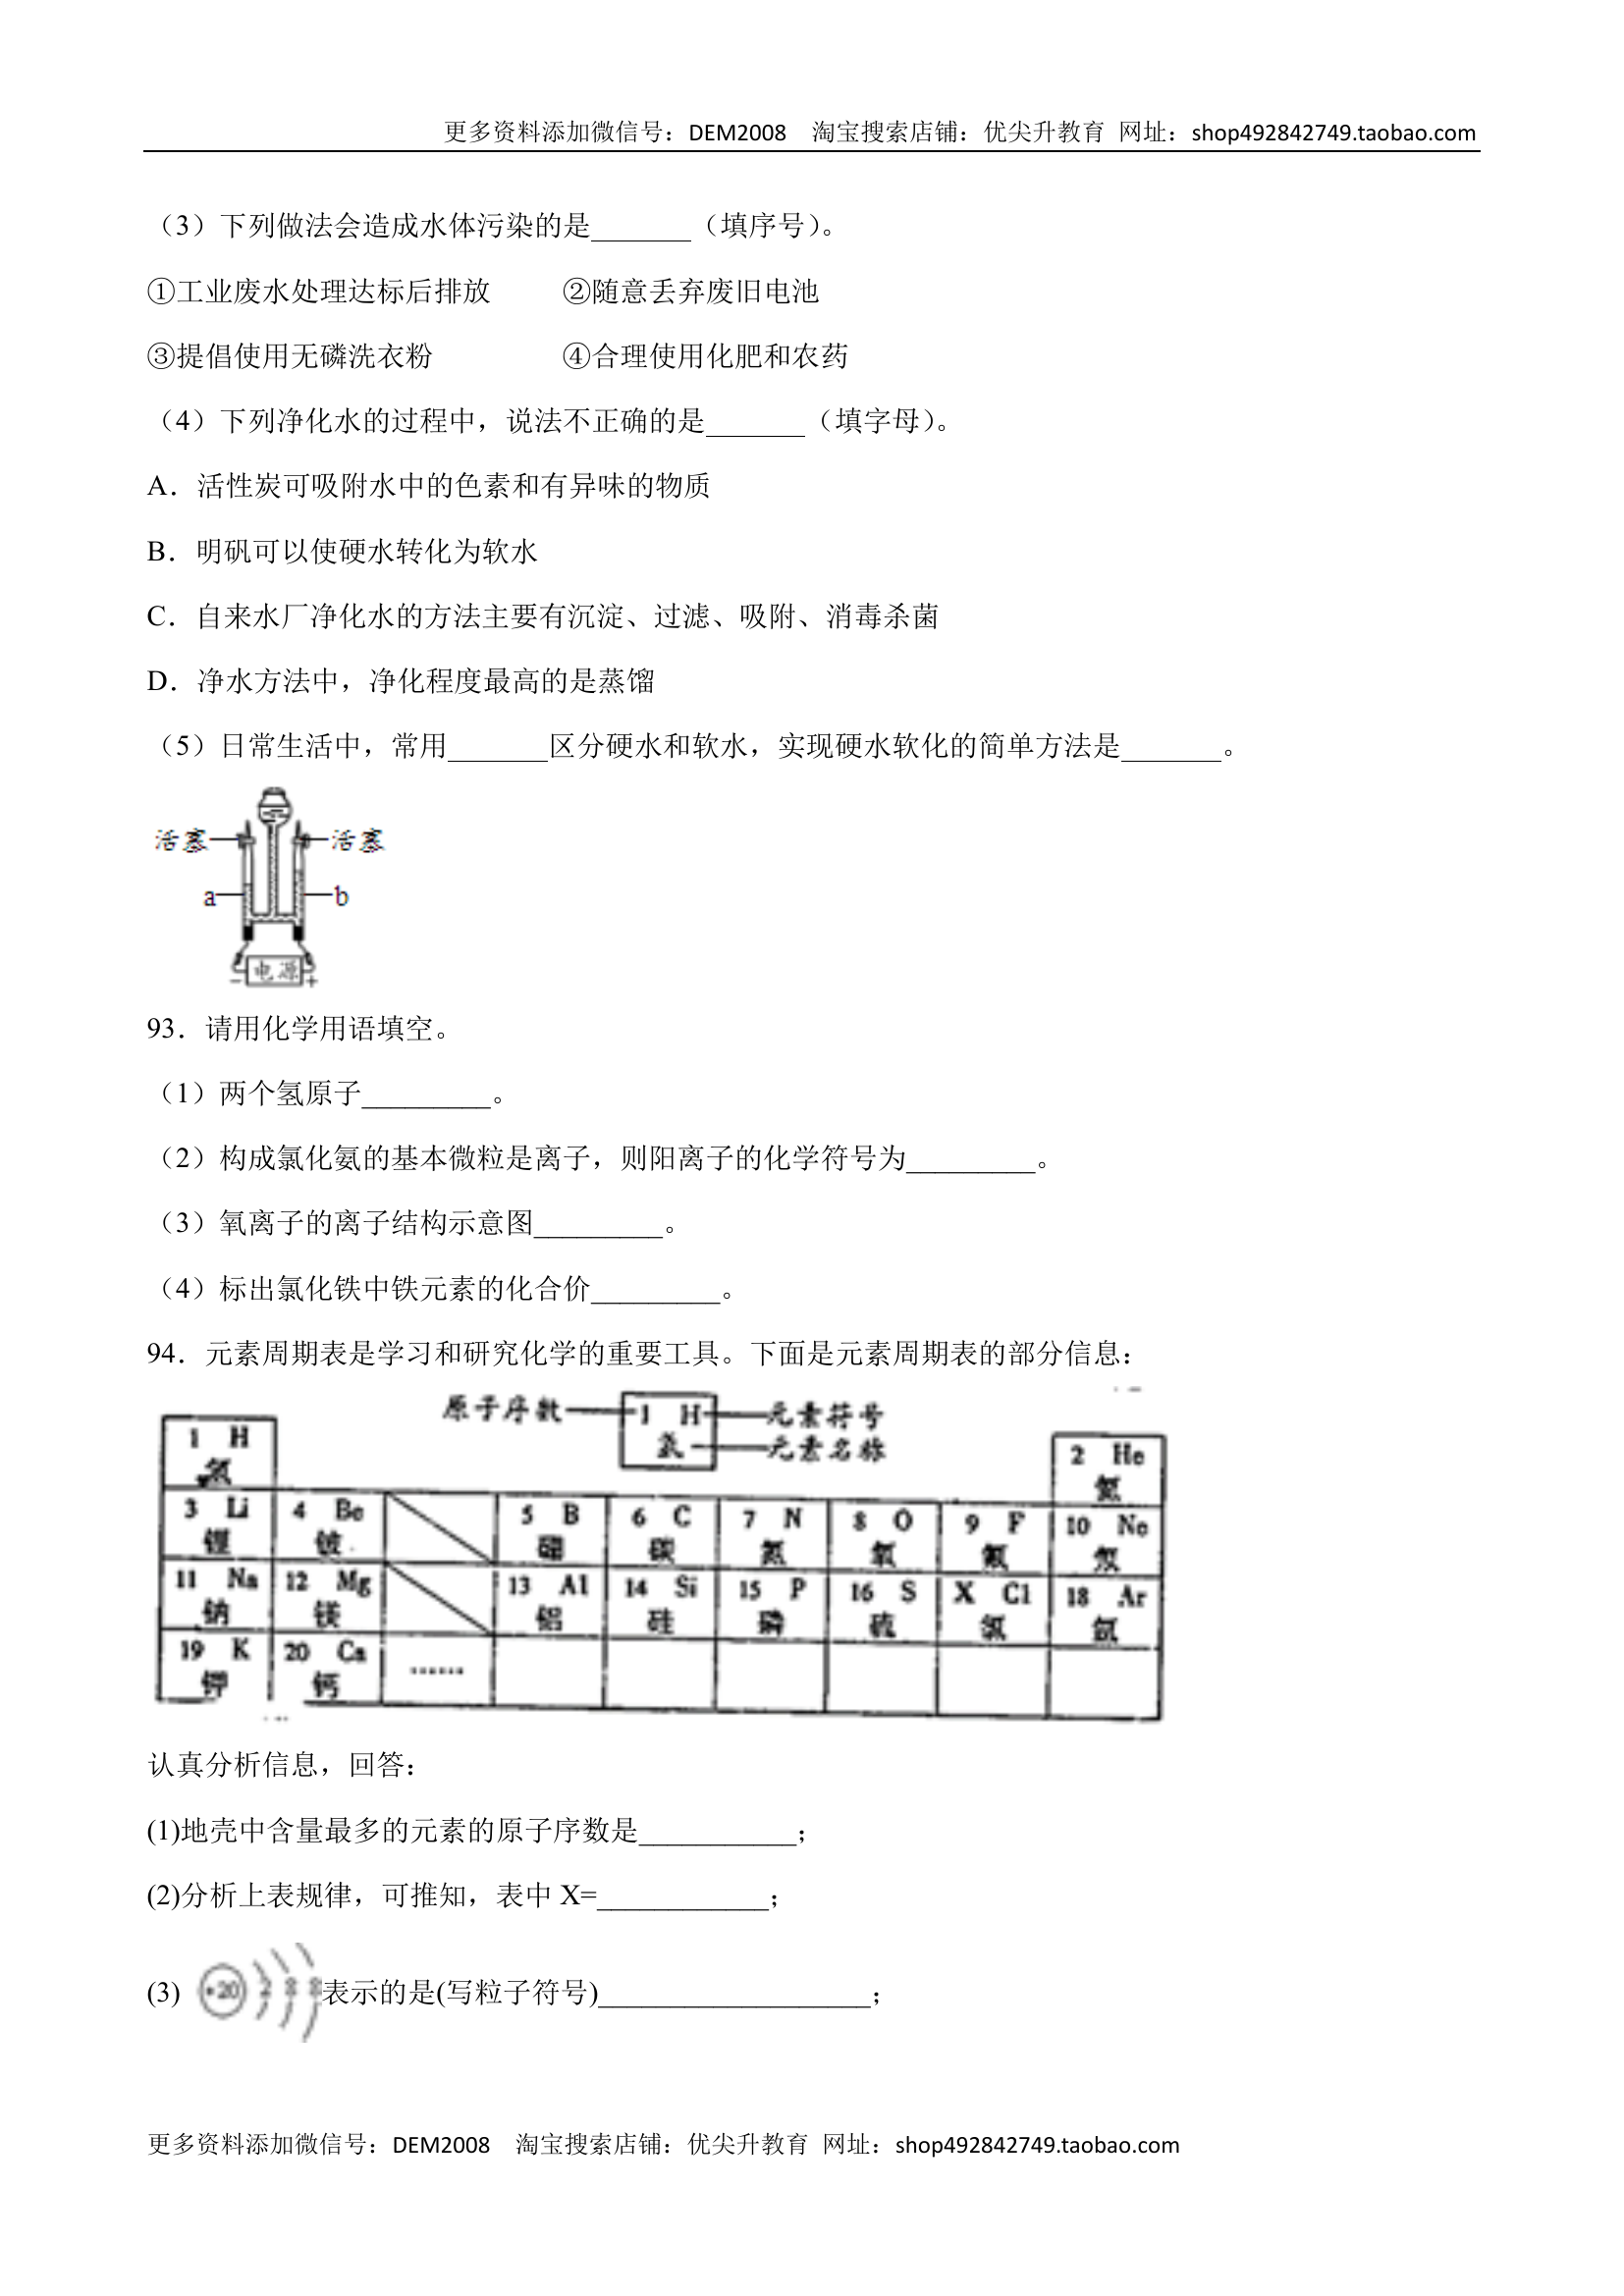 更多资料添加微信号：DEM2008 淘宝搜索店铺：优尖升教育 网址：shop492842749.taobao.com
（3）下列做法会造成水体污染的是_______（填序号）。
①工业废水处理达标后排放 ②随意丢弃废旧电池
③提倡使用无磷洗衣粉 ④合理使用化肥和农药
（4）下列净化水的过程中，说法不正确的是_______（填字母）。
A．活性炭可吸附水中的色素和有异味的物质
B．明矾可以使硬水转化为软水
C．自来水厂净化水的方法主要有沉淀、过滤、吸附、消毒杀菌
D．净水方法中，净化程度最高的是蒸馏
（5）日常生活中，常用_______区分硬水和软水，实现硬水软化的简单方法是_______。
活塞 活塞
a b
电源
- +
93．请用化学用语填空。
（1）两个氢原子_________。
（2）构成氯化氨的基本微粒是离子，则阳离子的化学符号为_________。
（3）氧离子的离子结构示意图_________。
（4）标出氯化铁中铁元素的化合价_________。
94．元素周期表是学习和研究化学的重要工具。下面是元素周期表的部分信息：
原子序数 1 H 元素符号
氢 元素名称
1 H 2 He
氢 氦
3 Li 4 Be 5 B 6 C 7 N 8 O 9 F 10 Ne
锂 铍 硼 碳 氮 氧 氟 氖
11 Na 12 Mg 13 Al 14 Si 15 P 16 S X Cl 18 Ar
钠 镁 铝 硅 磷 硫 氯 氩
19 K 20 Ca ……
钾 钙
认真分析信息，回答：
(1)地壳中含量最多的元素的原子序数是___________；
(2)分析上表规律，可推知，表中 X=____________；
(3) +20 2 8 8 表示的是(写粒子符号)___________________；
更多资料添加微信号：DEM2008 淘宝搜索店铺：优尖升教育 网址：shop492842749.taobao.com